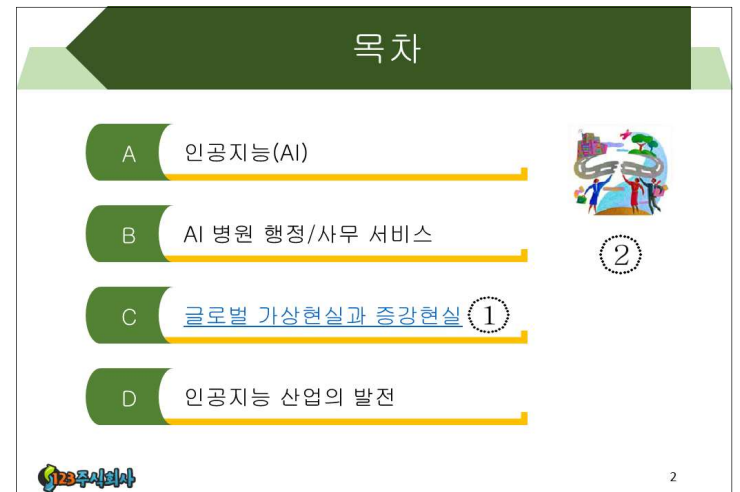 목차
A 인공지능(AI)
B AI 병원 행정/사무 서비스
②
C 글로벌 가상현실과 증강현실 ①
D 인공지능 산업의 발전
123주식회사
2